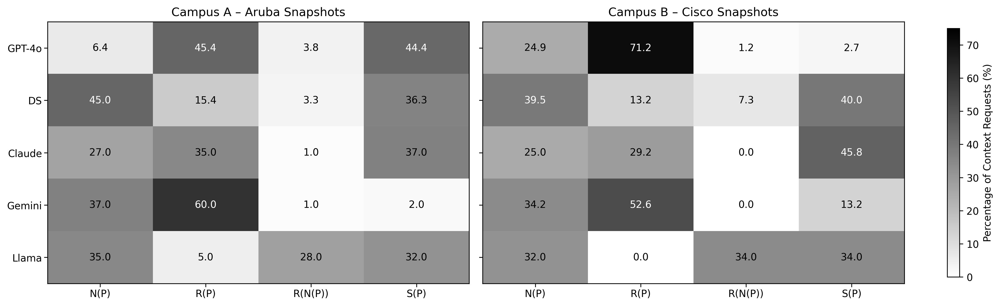 Campus A – Aruba Snapshots
Campus B – Cisco Snapshots
GPT-4o 6.4 45.4 3.8 44.4 24.9 71.2 1.2 2.7
DS 45.0 15.4 3.3 36.3 39.5 13.2 7.3 40.0
Claude 27.0 35.0 1.0 37.0 25.0 29.2 0.0 45.8
Gemini 37.0 60.0 1.0 2.0 34.2 52.6 0.0 13.2
Llama 35.0 5.0 28.0 32.0 32.0 0.0 34.0 34.0
N(P) R(P) R(N(P)) S(P) N(P) R(P) R(N(P)) S(P)
70
60
50
40
30
20
10
0
Percentage of Context Requests (%)